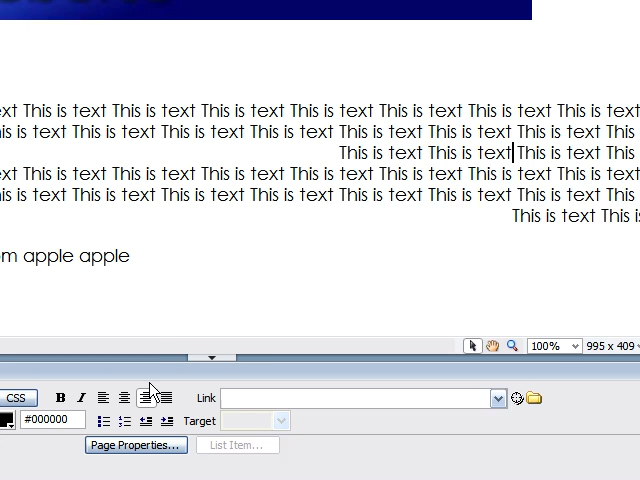 ext This is text This is text This is text This is text This is text This is text This is text
is is text This is text This is text This is text This is text This is text This is text This
This is text This is text This is text This
ext This is text This is text This is text This is text This is text This is text This is text
is is text This is text This is text This is text This is text This is text This is text This
This is text This is
om apple apple
100% 995 x 409
CSS B I Link
#000000 Target
Page Properties... List Item...